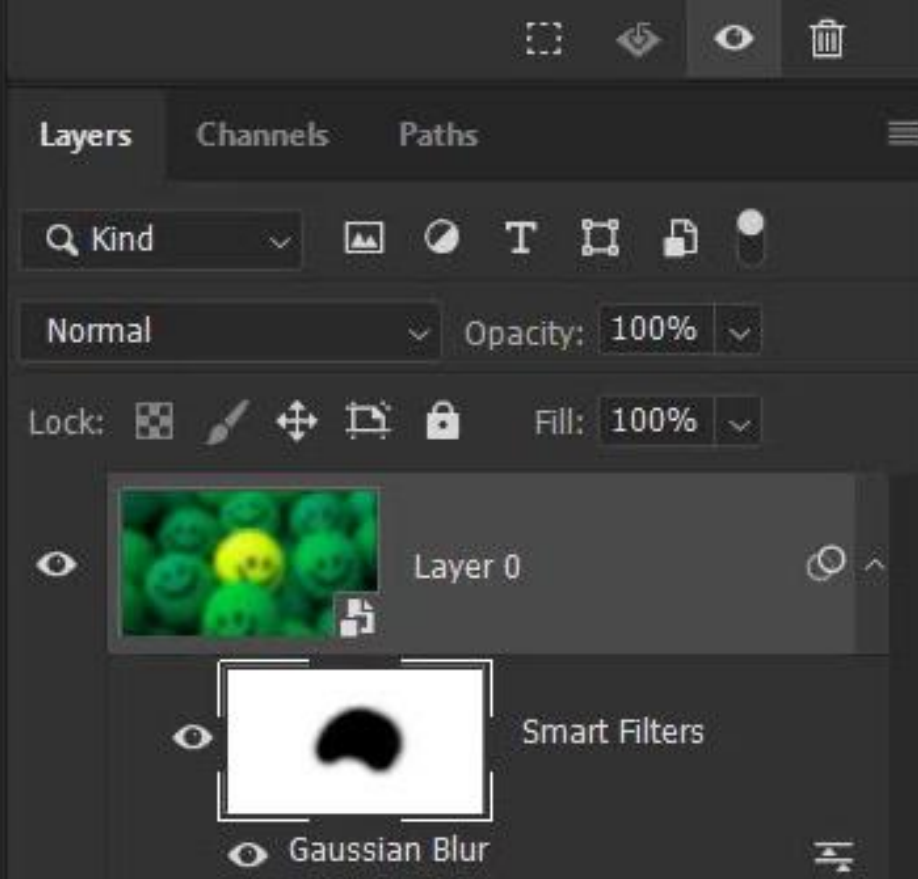 Layers Channels Paths
Kind T
Normal Opacity: 100%
Lock: Fill: 100%
Layer 0
Smart Filters
Gaussian Blur